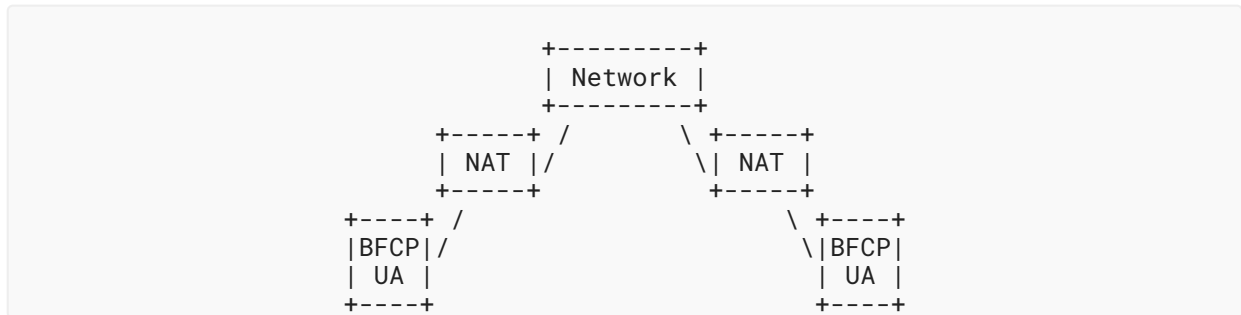 +---------+
| Network |
+---------+
+-----+ /         \ +-----+
| NAT |/           \| NAT |
+-----+             +-----+
+----+ /                     \ +----+
|BFCP|/                       \|BFCP|
| UA |                         | UA |
+----+                         +----+